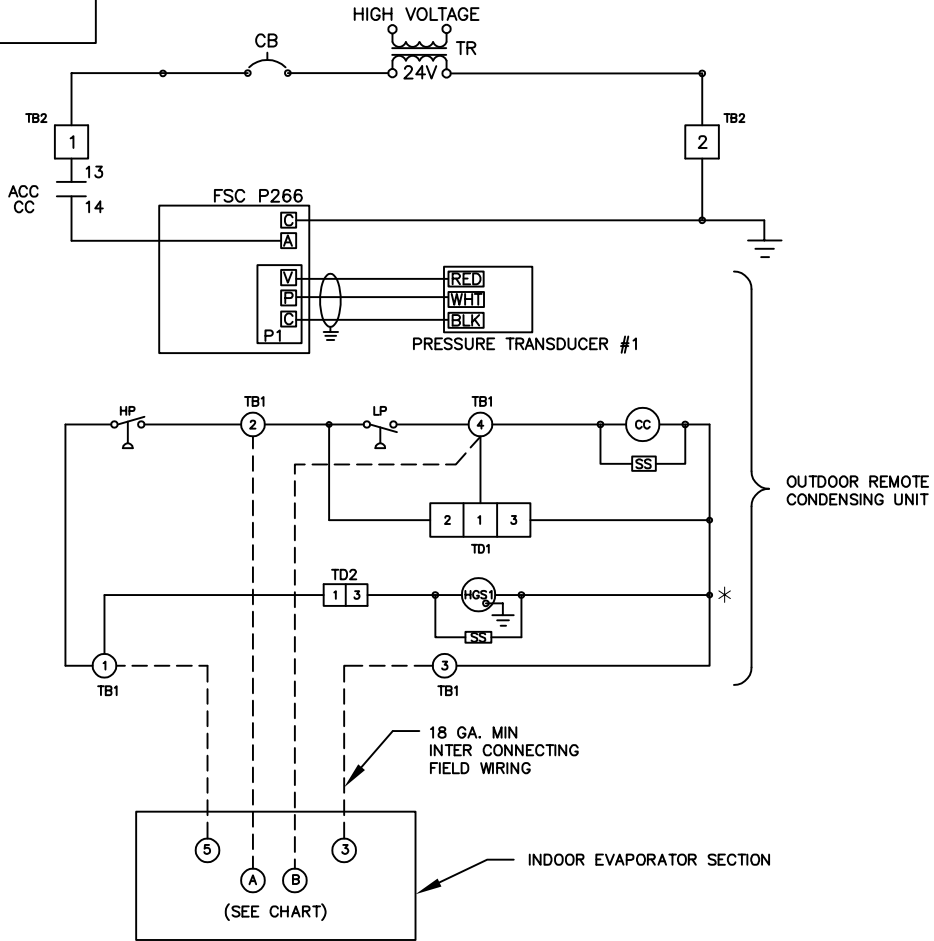 HIGH VOLTAGE
TR
CB
24V
TB2
1
TB2
2
13
14
ACC
CC
FSC P266
C
A
V
P
C
P1
RED
WHT
BLK
PRESSURE TRANSDUCER #1
HP
TB1
2
LP
TB1
4
CC
SS
2 1 3
TD1
OUTDOOR REMOTE
CONDENSING UNIT
TD2
1 3
HGS1
*
SS
1
TB1
3
TB1
18 GA. MIN
INTER CONNECTING
FIELD WIRING
5
3
A
B
(SEE CHART)
INDOOR EVAPORATOR SECTION